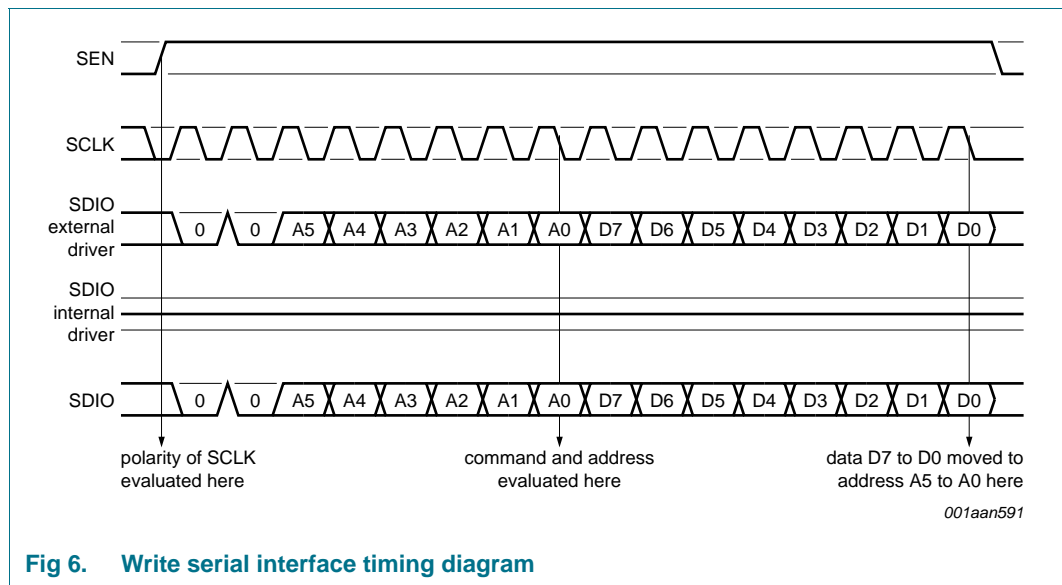 SEN
SCLK
SDIO
external
driver
0 0 A5 A4 A3 A2 A1 A0 D7 D6 D5 D4 D3 D2 D1 D0
SDIO
internal
driver
SDIO
0 0 A5 A4 A3 A2 A1 A0 D7 D6 D5 D4 D3 D2 D1 D0
polarity of SCLK
evaluated here
command and address
evaluated here
data D7 to D0 moved to
address A5 to A0 here
001aan591
Fig 6. Write serial interface timing diagram